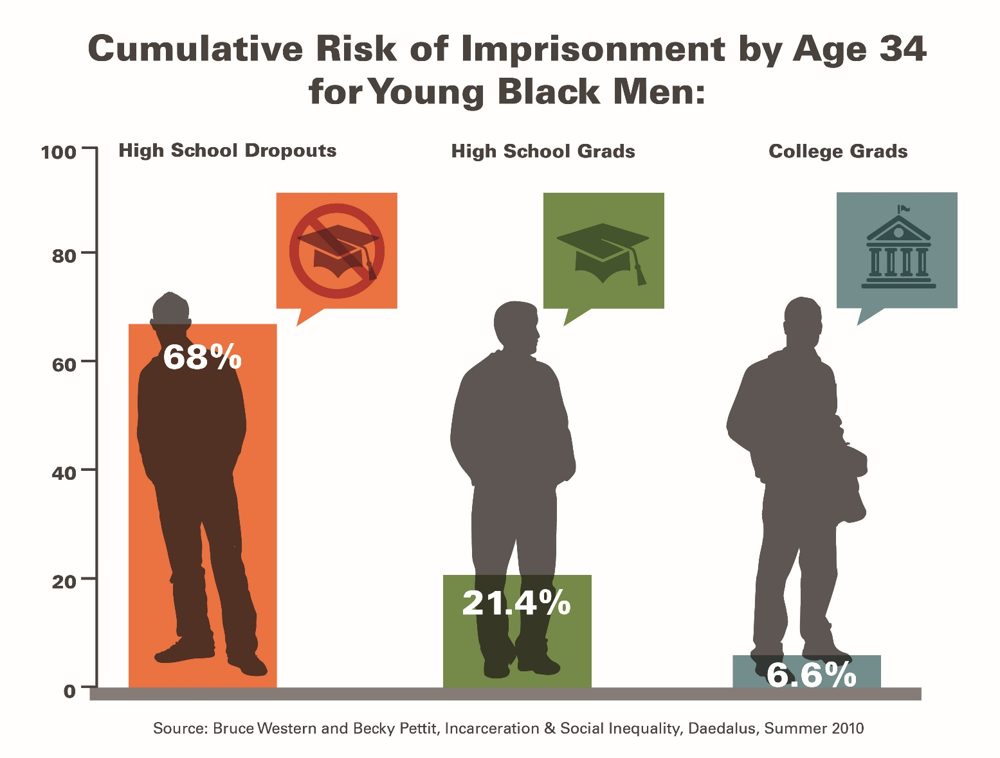 Cumulative Risk of Imprisonment by Age 34
for Young Black Men:
High School Dropouts
High School Grads
College Grads
100
80
60
40
20
0
68%
21.4%
6.6%
Source: Bruce Western and Becky Pettit, Incarceration & Social Inequality, Daedalus, Summer 2010